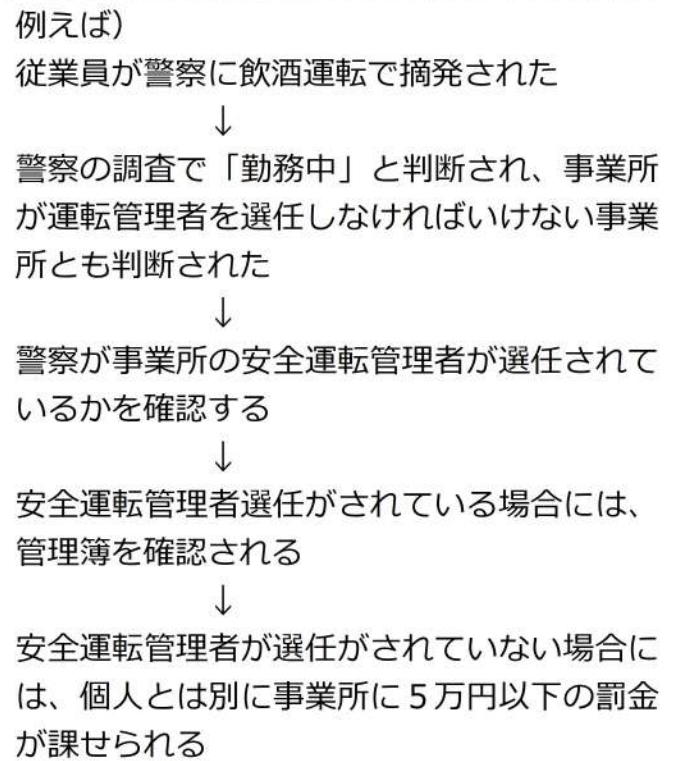 例えば）
従業員が警察に飲酒運転で摘発された
↓
警察の調査で「勤務中」と判断され、事業所
が運転管理者を選任しなければいけない事業
所とも判断された
↓
警察が事業所の安全運転管理者が選任されて
いるかを確認する
↓
安全運転管理者選任がされている場合には、
管理簿を確認される
↓
安全運転管理者が選任がされていない場合に
は、個人とは別に事業所に５万円以下の罰金
が課せられる